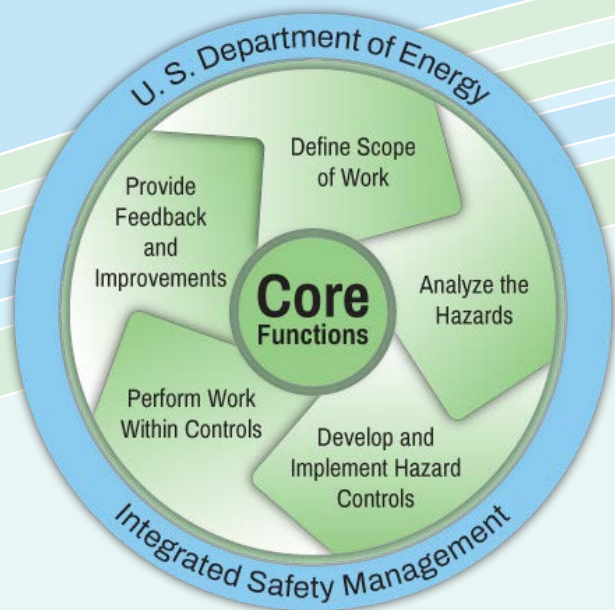 U. S. Department of Energy
Define Scope
of Work
Analyze the
Hazards
Develop and
Implement Hazard
Controls
Perform Work
Within Controls
Provide
Feedback
and
Improvements
Core
Functions
Integrated Safety Management